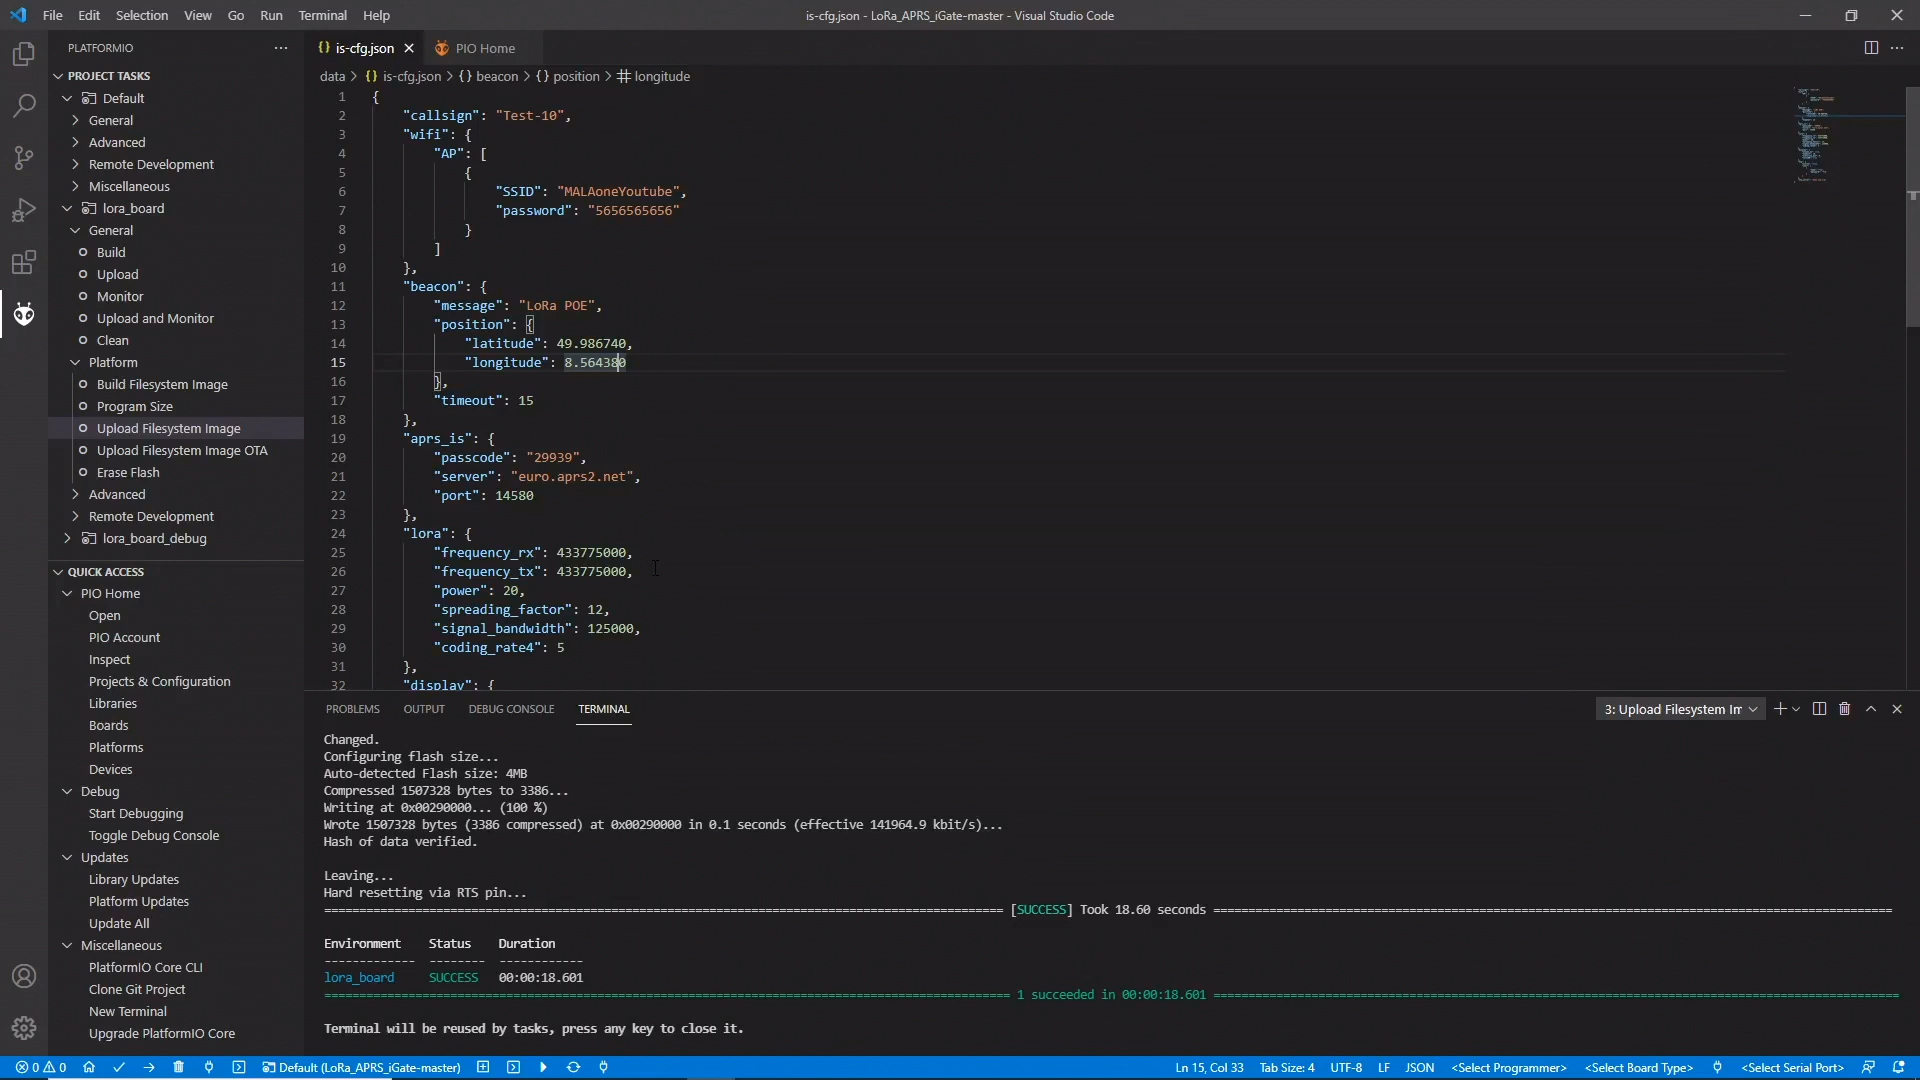 File Edit Selection View Go Run Terminal Help
is-cfg.json - LoRa_APRS_iGate-master - Visual Studio Code
PLATFORMIO
PROJECT TASKS
Default
General
Advanced
Remote Development
Miscellaneous
lora_board
General
Build
Upload
Monitor
Upload and Monitor
Clean
Platform
Build Filesystem Image
Program Size
Upload Filesystem Image
Upload Filesystem Image OTA
Erase Flash
Advanced
Remote Development
lora_board_debug
QUICK ACCESS
PIO Home
Open
PIO Account
Inspect
Projects & Configuration
Libraries
Boards
Platforms
Devices
Debug
Start Debugging
Toggle Debug Console
Updates
Library Updates
Platform Updates
Update All
Miscellaneous
PlatformIO Core CLI
Clone Git Project
New Terminal
Upgrade PlatformIO Core
{} is-cfg.json PIO Home
data > {} is-cfg.json > {} beacon > {} position > # longitude
1 {
2 "callsign": "Test-10",
3 "wifi": {
4 "AP": [
5 {
6 "SSID": "MALAoneYoutube",
7 "password": "5656565656"
8 }
9 ]
10 },
11 "beacon": {
12 "message": "LoRa POE",
13 "position": {
14 "latitude": 49.986740,
15 "longitude": 8.564380
16 },
17 "timeout": 15
18 },
19 "aprs_is": {
20 "passcode": "29939",
21 "server": "euro.aprs2.net",
22 "port": 14580
23 },
24 "lora": {
25 "frequency_rx": 433775000,
26 "frequency_tx": 433775000,
27 "power": 20,
28 "spreading_factor": 12,
29 "signal_bandwidth": 125000,
30 "coding_rate4": 5
31 },
32 "display": {
PROBLEMS OUTPUT DEBUG CONSOLE TERMINAL
3: Upload Filesystem Im
Changed.
Configuring flash size...
Auto-detected Flash size: 4MB
Compressed 1507328 bytes to 3386...
Writing at 0x00290000... (100 %)
Wrote 1507328 bytes (3386 compressed) at 0x00290000 in 0.1 seconds (effective 141964.9 kbit/s)...
Hash of data verified.
Leaving...
Hard resetting via RTS pin...
[SUCCESS] Took 18.60 seconds
Environment Status Duration
lora_board SUCCESS 00:00:18.601
1 succeeded in 00:00:18.601
Terminal will be reused by tasks, press any key to close it.
0 0 Default (LoRa_APRS_iGate-master) Ln 15, Col 33 Tab Size: 4 UTF-8 LF JSON <Select Programmer> <Select Board Type> <Select Serial Port>